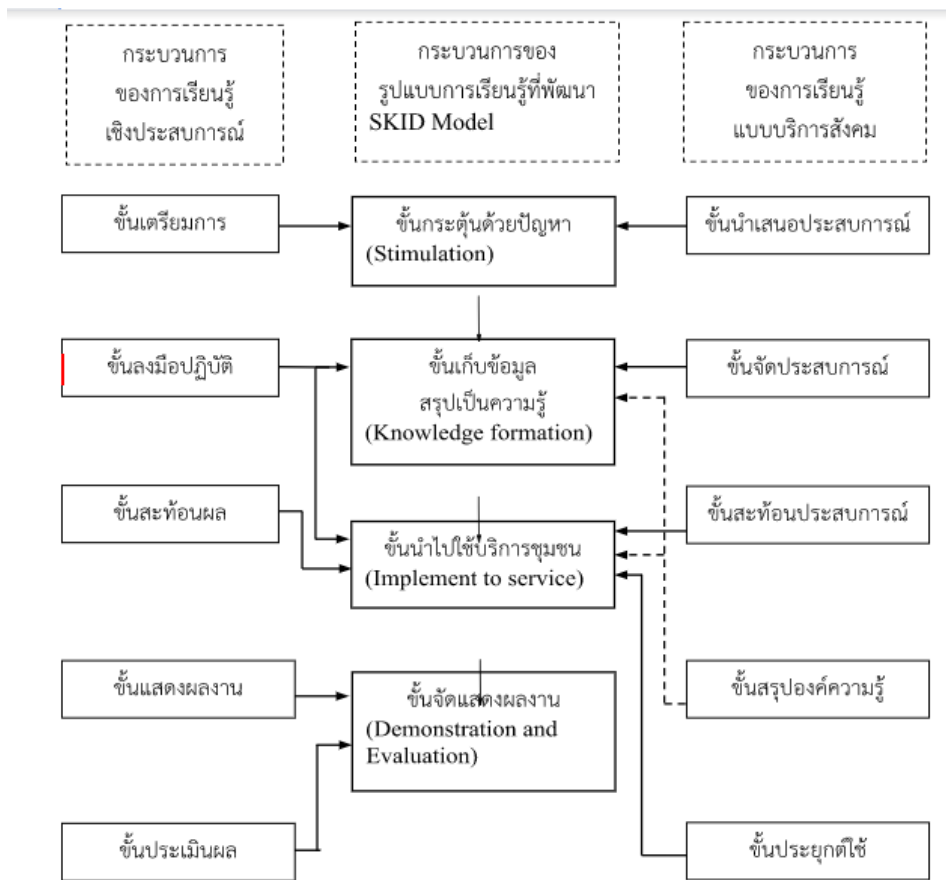 กระบวนการ
ของการเรียนรู้
เชิงประสบการณ์
กระบวนการของ
รูปแบบการเรียนรู้ที่พัฒนา
SKID Model
กระบวนการ
ของการเรียนรู้
แบบบริการสังคม
ขั้นเตรียมการ
ขั้นกระตุ้นด้วยปัญหา
(Stimulation)
ขั้นนำเสนอประสบการณ์
ขั้นลงมือปฏิบัติ
ขั้นเก็บข้อมูล
สรุปเป็นความรู้
(Knowledge formation)
ขั้นจัดประสบการณ์
ขั้นสะท้อนผล
ขั้นนำไปใช้บริการชุมชน
(Implement to service)
ขั้นสะท้อนประสบการณ์
ขั้นแสดงผลงาน
ขั้นจัดแสดงผลงาน
(Demonstration and
Evaluation)
ขั้นสรุปองค์ความรู้
ขั้นประเมินผล
ขั้นประยุกต์ใช้